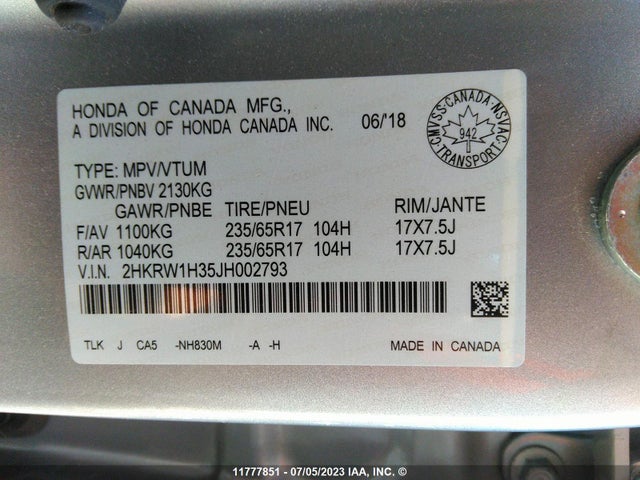 HONDA OF CANADA MFG.,
A DIVISION OF HONDA CANADA INC. 06/'18
CMVSS · CANADA · NSVAC · TRANSPORT
942
TYPE: MPV/VTUM
GVWR/PNBV 2130KG
GAWR/PNBE TIRE/PNEU RIM/JANTE
F/AV 1100KG 235/65R17 104H 17X7.5J
R/AR 1040KG 235/65R17 104H 17X7.5J
V.I.N. 2HKRW1H35JH002793
TLK J CA5 -NH830M -A -H MADE IN CANADA
11777851 - 07/05/2023 IAA, INC. ©